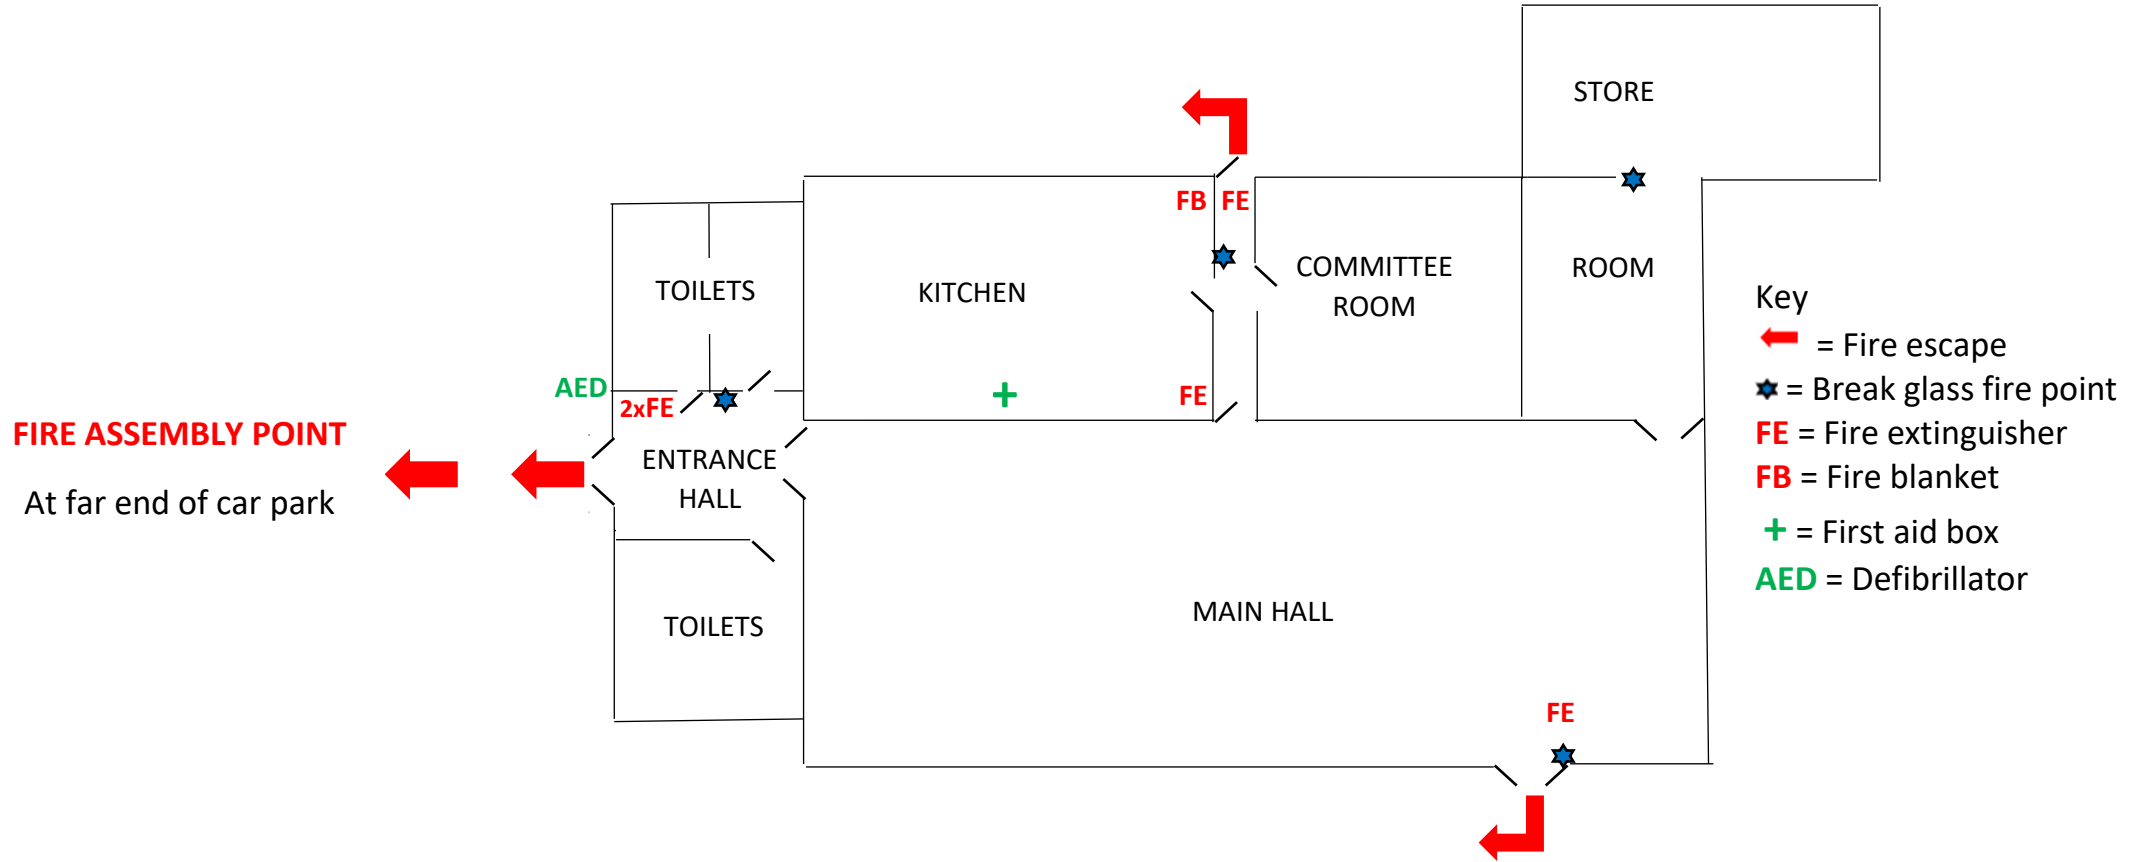 STORE
FB FE
COMMITTEE
ROOM
ROOM
TOILETS
KITCHEN
Key
= Fire escape
= Break glass fire point
FE = Fire extinguisher
FB = Fire blanket
= First aid box
AED = Defibrillator
AED
2xFE
FE
FIRE ASSEMBLY POINT
At far end of car park
ENTRANCE
HALL
TOILETS
MAIN HALL
FE